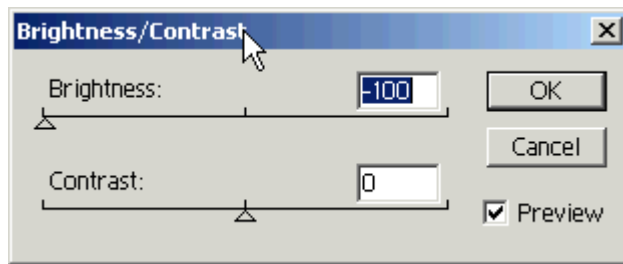 Brightness/Contrast
Brightness: -100 OK
Cancel
Contrast: 0
Preview